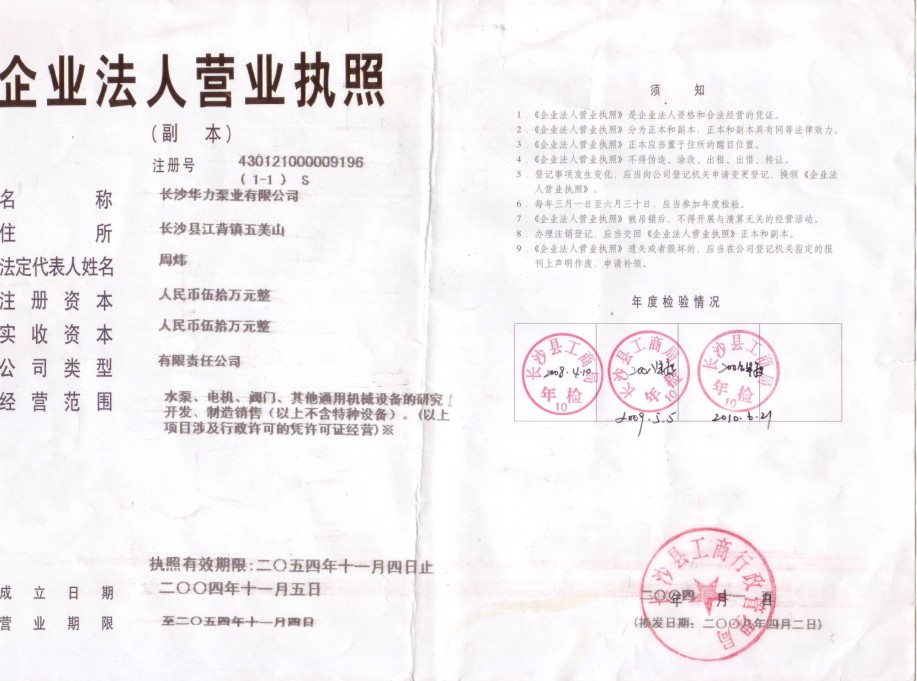 企业法人营业执照
(副 本)
注册号 430121000009196
(1-1) S
名 称 长沙华力泵业有限公司
住 所 长沙县江背镇五美山
法定代表人姓名 周炜
注 册 资 本 人民币伍拾万元整
实 收 资 本 人民币伍拾万元整
公 司 类 型 有限责任公司
经 营 范 围 水泵、电机、阀门、其他通用机械设备的研究
开发、制造销售(以上不含特种设备)。(以上
项目涉及行政许可的凭许可证经营)※
执照有效期限:二〇五四年十一月四日止
成 立 日 期 二〇〇四年十一月五日
营 业 期 限 至二〇五四年十一月四日
须 知
1.《企业法人营业执照》是企业法人资格和合法经营的凭证。
2.《企业法人营业执照》分为正本和副本,正本和副本具有同等法律效力。
3.《企业法人营业执照》正本应当置于住所的醒目位置。
4.《企业法人营业执照》不得伪造、涂改、出租、出借、转让。
5.登记事项发生变化,应当向公司登记机关申请变更登记,换领《企业法
人营业执照》。
6.每年三月一日至六月三十日,应当参加年度检验。
7.《企业法人营业执照》被吊销后,不得开展与清算无关的经营活动。
8.办理注销登记,应当交回《企业法人营业执照》正本和副本。
9.《企业法人营业执照》遗失或者毁坏的,应当在公司登记机关指定的报
刊上声明作废,申请补领。
年度检验情况
长沙县工商局
2008.4.10
年检
10
长沙县工商局
年检
10
2009.5.5
长沙县工商局
年检
10
2010.6.21
长沙县工商行政管理局
二〇〇四年十一月五日
(换发日期:二〇〇八年四月二日)